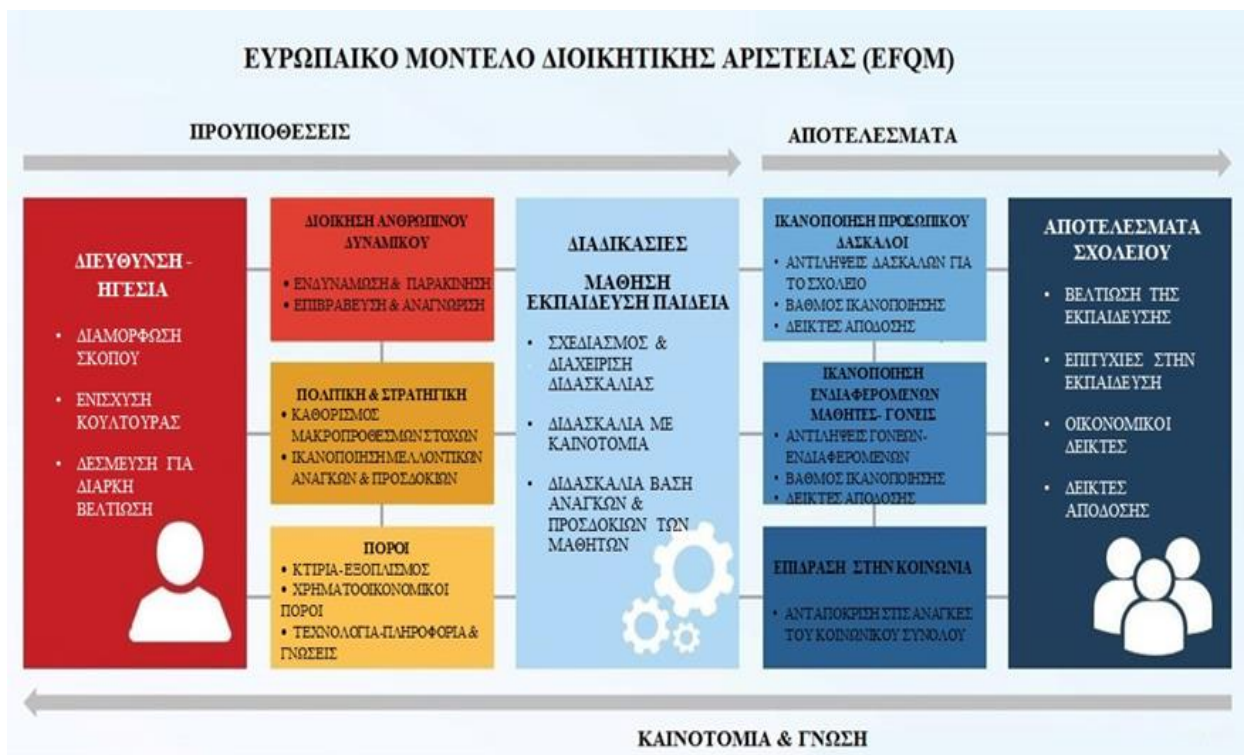 ΕΥΡΩΠΑΙΚΟ ΜΟΝΤΕΛΟ ΔΙΟΙΚΗΤΙΚΗΣ ΑΡΙΣΤΕΙΑΣ (EFQM)
ΠΡΟΥΠΟΘΕΣΕΙΣ
ΑΠΟΤΕΛΕΣΜΑΤΑ
ΔΙΕΥΘΥΝΣΗ -
ΗΓΕΣΙΑ
• ΔΙΑΜΟΡΦΩΣΗ
ΣΚΟΠΟΥ
• ΕΝΙΣΧΥΣΗ
ΚΟΥΛΤΟΥΡΑΣ
• ΔΕΣΜΕΥΣΗ ΓΙΑ
ΔΙΑΡΚΗ
ΒΕΛΤΙΩΣΗ
ΔΙΟΙΚΗΣΗ ΑΝΘΡΩΠΙΝΟΥ
ΔΥΝΑΜΙΚΟΥ
• ΕΝΔΥΝΑΜΩΣΗ & ΠΑΡΑΚΙΝΗΣΗ
• ΕΠΙΒΡΑΒΕΥΣΗ & ΑΝΑΓΝΩΡΙΣΗ
ΠΟΛΙΤΙΚΗ & ΣΤΡΑΤΗΓΙΚΗ
• ΚΑΘΟΡΙΣΜΟΣ
ΜΑΚΡΟΠΡΟΘΕΣΜΩΝ ΣΤΟΧΩΝ
• ΙΚΑΝΟΠΟΙΗΣΗ ΜΕΛΛΟΝΤΙΚΩΝ
ΑΝΑΓΚΩΝ & ΠΡΟΣΔΟΚΙΩΝ
ΠΟΡΟΙ
• ΚΤΙΡΙΑ-ΕΞΟΠΛΙΣΜΟΣ
• ΧΡΗΜΑΤΟΟΙΚΟΝΟΜΙΚΟΙ
ΠΟΡΟΙ
• ΤΕΧΝΟΛΟΓΙΑ-ΠΛΗΡΟΦΟΡΙΑ &
ΓΝΩΣΕΙΣ
ΔΙΑΔΙΚΑΣΙΕΣ
ΜΑΘΗΣΗ
ΕΚΠΑΙΔΕΥΣΗ ΠΑΙΔΕΙΑ
• ΣΧΕΔΙΑΣΜΟΣ &
ΔΙΑΧΕΙΡΙΣΗ
ΔΙΔΑΣΚΑΛΙΑΣ
• ΔΙΔΑΣΚΑΛΙΑ ΜΕ
ΚΑΙΝΟΤΟΜΙΑ
• ΔΙΔΑΣΚΑΛΙΑ ΒΑΣΗ
ΑΝΑΓΚΩΝ &
ΠΡΟΣΔΟΚΙΩΝ ΤΩΝ
ΜΑΘΗΤΩΝ
ΙΚΑΝΟΠΟΙΗΣΗ ΠΡΟΣΩΠΙΚΟΥ
ΔΑΣΚΑΛΟΙ
• ΑΝΤΙΛΗΨΕΙΣ ΔΑΣΚΑΛΩΝ ΓΙΑ
ΤΟ ΣΧΟΛΕΙΟ
• ΒΑΘΜΟΣ ΙΚΑΝΟΠΟΙΗΣΗΣ
• ΔΕΙΚΤΕΣ ΑΠΟΔΟΣΗΣ
ΙΚΑΝΟΠΟΙΗΣΗ
ΕΝΔΙΑΦΕΡΟΜΕΝΩΝ
ΜΑΘΗΤΕΣ- ΓΟΝΕΙΣ
• ΑΝΤΙΛΗΨΕΙΣ ΓΟΝΕΩΝ-
ΕΝΔΙΑΦΕΡΟΜΕΝΩΝ
• ΒΑΘΜΟΣ ΙΚΑΝΟΠΟΙΗΣΗΣ
• ΔΕΙΚΤΕΣ ΑΠΟΔΟΣΗΣ
ΕΠΙΔΡΑΣΗ ΣΤΗΝ ΚΟΙΝΩΝΙΑ
• ΑΝΤΑΠΟΚΡΙΣΗ ΣΤΙΣ ΑΝΑΓΚΕΣ
ΤΟΥ ΚΟΙΝΩΝΙΚΟΥ ΣΥΝΟΛΟΥ
ΑΠΟΤΕΛΕΣΜΑΤΑ
ΣΧΟΛΕΙΟΥ
• ΒΕΛΤΙΩΣΗ ΤΗΣ
ΕΚΠΑΙΔΕΥΣΗΣ
• ΕΠΙΤΥΧΙΕΣ ΣΤΗΝ
ΕΚΠΑΙΔΕΥΣΗ
• ΟΙΚΟΝΟΜΙΚΟΙ
ΔΕΙΚΤΕΣ
• ΔΕΙΚΤΕΣ
ΑΠΟΔΟΣΗΣ
ΚΑΙΝΟΤΟΜΙΑ & ΓΝΩΣΗ